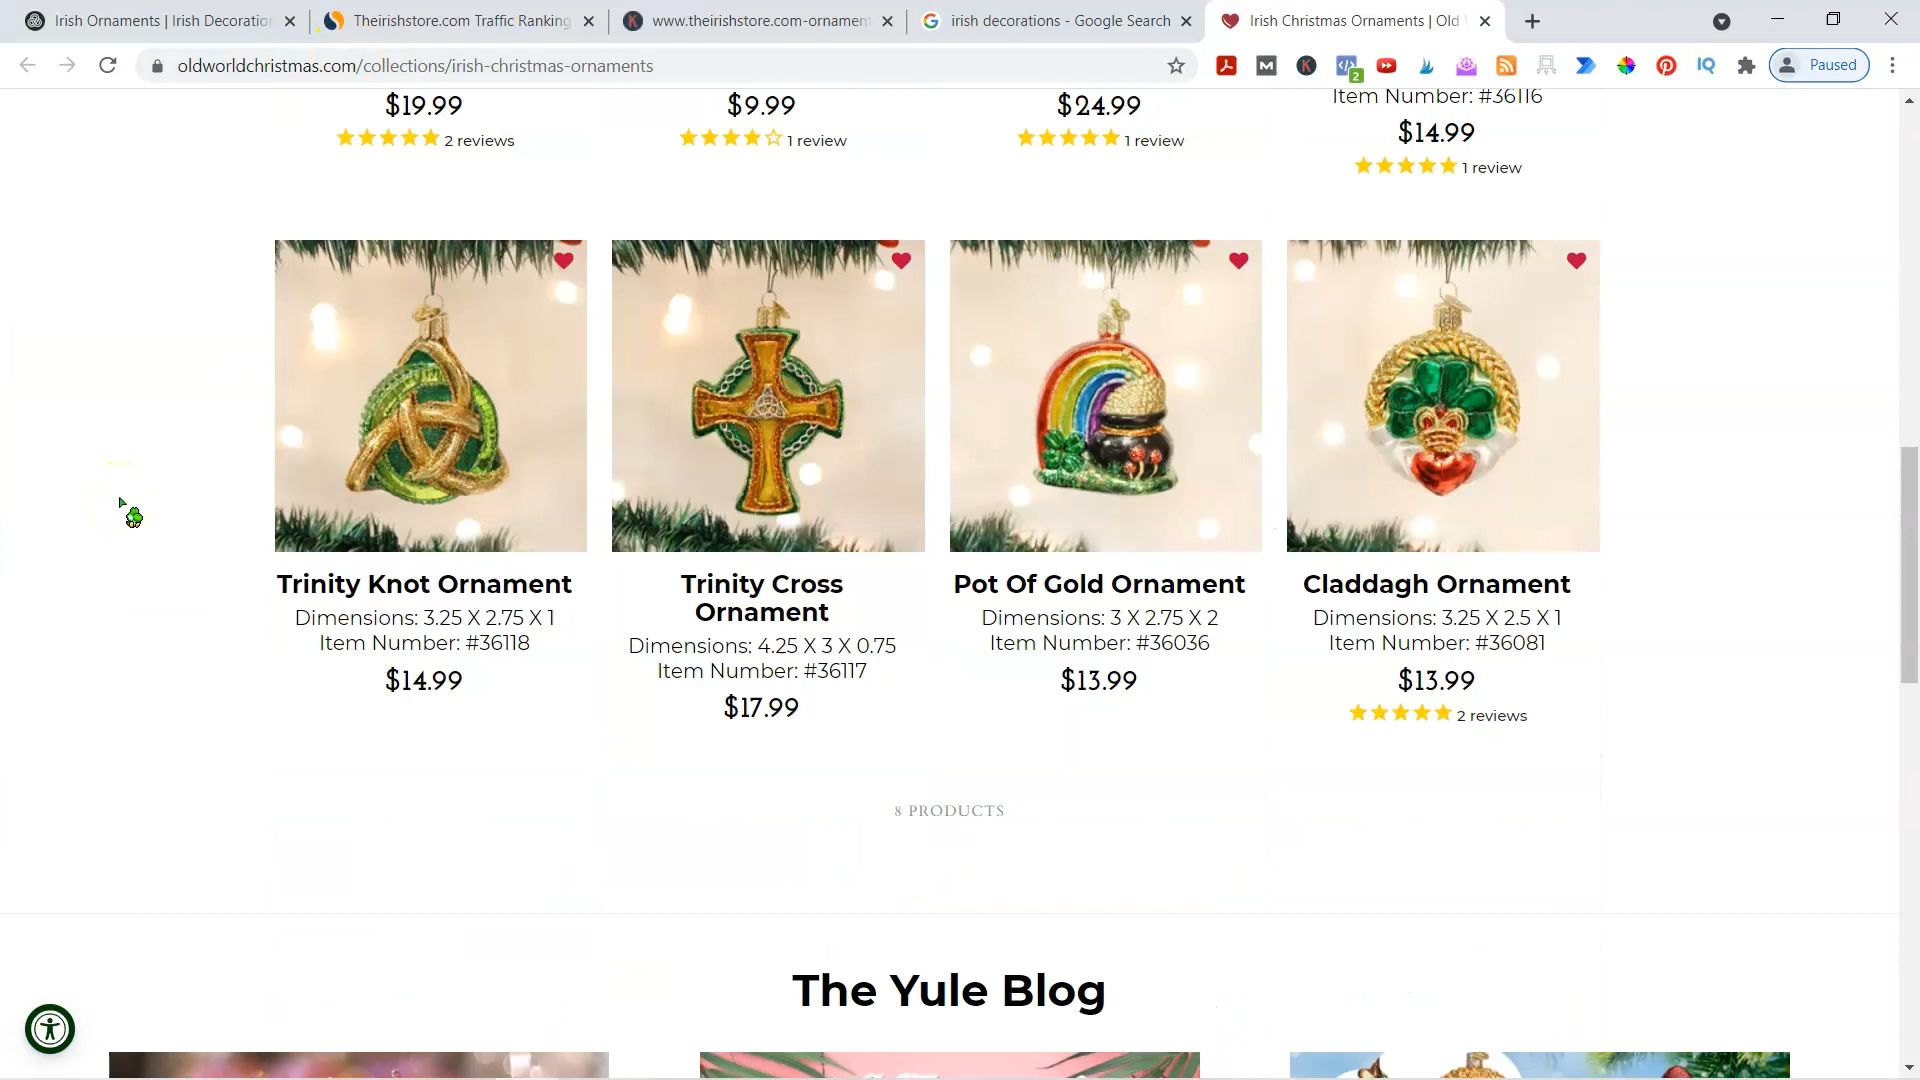 Irish Ornaments | Irish Decoration
Theirishstore.com Traffic Ranking
www.theirishstore.com-ornament
irish decorations - Google Search
Irish Christmas Ornaments | Old
oldworldchristmas.com/collections/irish-christmas-ornaments
2
Paused
$19.99
2 reviews
$9.99
1 review
$24.99
1 review
Item Number: #36116
$14.99
1 review
Trinity Knot Ornament
Dimensions: 3.25 X 2.75 X 1
Item Number: #36118
$14.99
Trinity Cross
Ornament
Dimensions: 4.25 X 3 X 0.75
Item Number: #36117
$17.99
Pot Of Gold Ornament
Dimensions: 3 X 2.75 X 2
Item Number: #36036
$13.99
Claddagh Ornament
Dimensions: 3.25 X 2.5 X 1
Item Number: #36081
$13.99
2 reviews
8 PRODUCTS
The Yule Blog